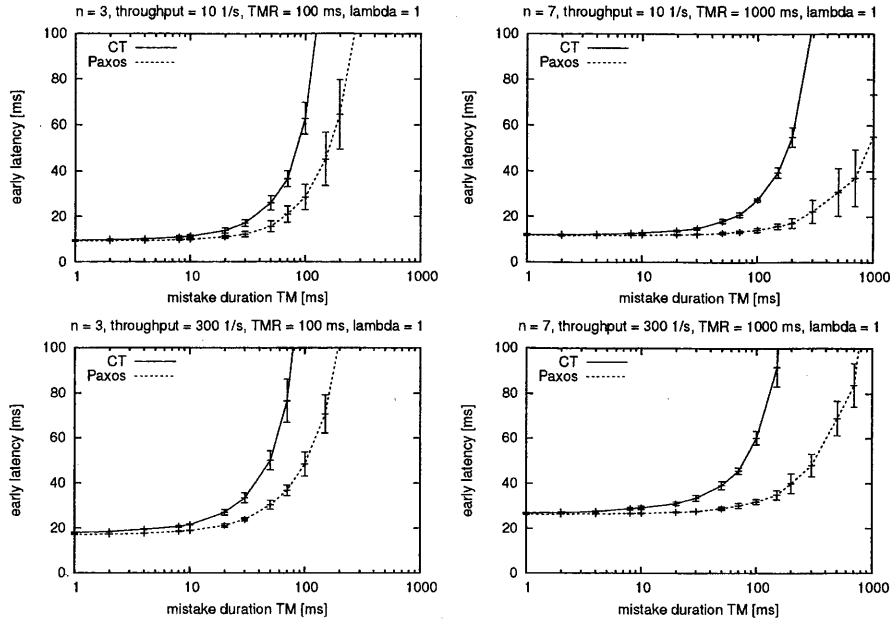 n = 3, throughput = 10 1/s, TMR = 100 ms, lambda = 1
CT
Paxos
early latency [ms]
100
80
60
40
20
0
1
10
100
1000
mistake duration TM [ms]
n = 7, throughput = 10 1/s, TMR = 1000 ms, lambda = 1
CT
Paxos
early latency [ms]
100
80
60
40
20
0
1
10
100
1000
mistake duration TM [ms]
n = 3, throughput = 300 1/s, TMR = 100 ms, lambda = 1
CT
Paxos
early latency [ms]
100
80
60
40
20
0
1
10
100
1000
mistake duration TM [ms]
n = 7, throughput = 300 1/s, TMR = 1000 ms, lambda = 1
CT
Paxos
early latency [ms]
100
80
60
40
20
0
1
10
100
1000
mistake duration TM [ms]